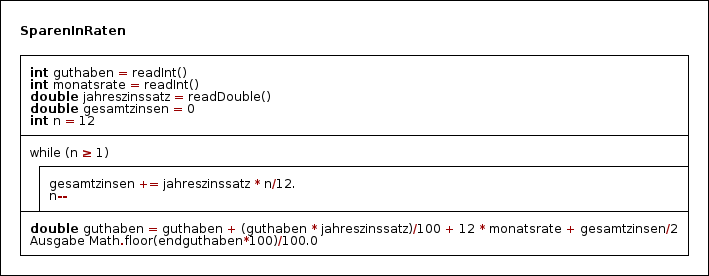 SparenInRaten
int guthaben = readInt()
int monatsrate = readInt()
double jahreszinssatz = readDouble()
double gesamtzinsen = 0
int n = 12
while (n ≥ 1)
gesamtzinsen += jahreszinssatz * n/12.
n--
double guthaben = guthaben + (guthaben * jahreszinssatz)/100 + 12 * monatsrate + gesamtzinsen/2
Ausgabe Math.floor(endguthaben*100)/100.0